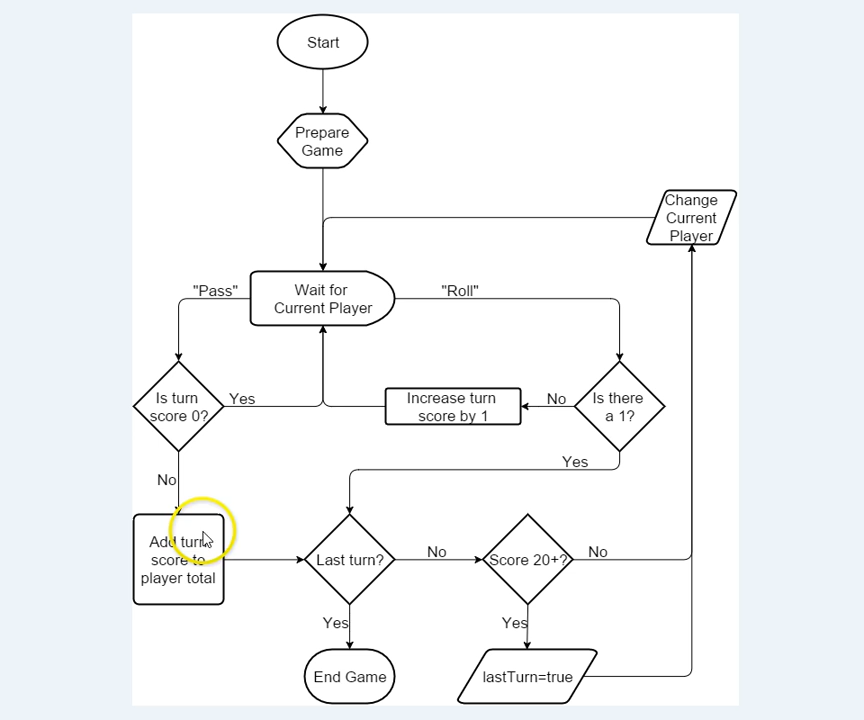 Start
Prepare
Game
Change
Current
Player
"Pass"
Wait for
Current Player
"Roll"
Is turn
score 0?
Yes
Increase turn
score by 1
No
Is there
a 1?
Yes
No
Add turn
score to
player total
Last turn?
No
Score 20+?
No
Yes
Yes
End Game
lastTurn=true